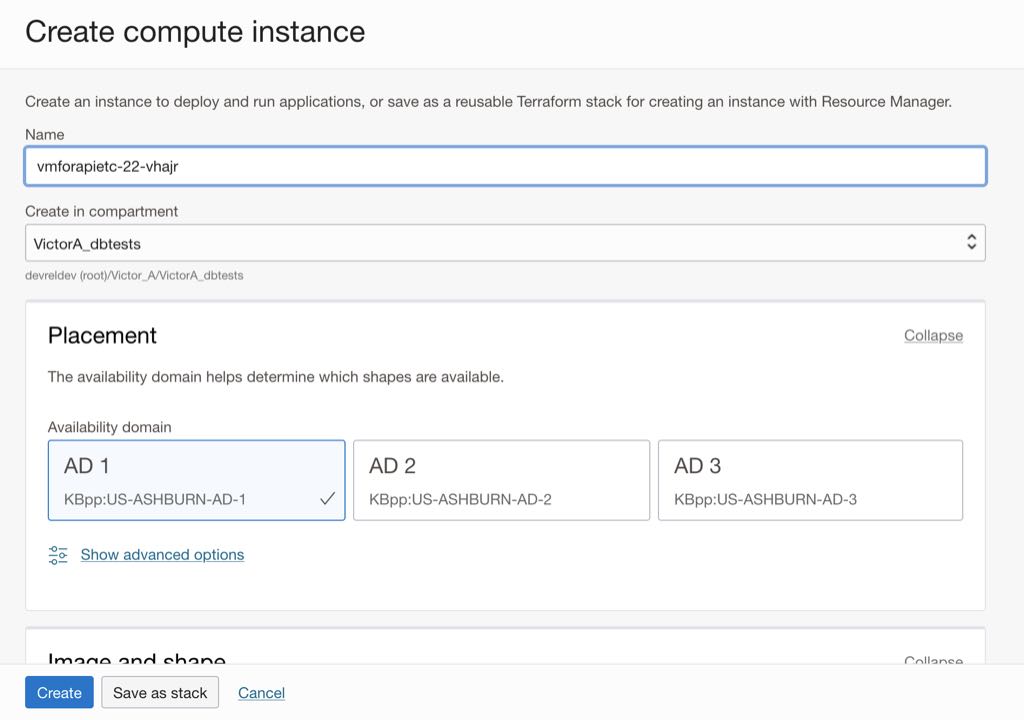 Create compute instance
Create an instance to deploy and run applications, or save as a reusable Terraform stack for creating an instance with Resource Manager.
Name
vmforapietc-22-vhajr
Create in compartment
VictorA_dbtests
devreldev (root)/Victor_A/VictorA_dbtests
Placement
Collapse
The availability domain helps determine which shapes are available.
Availability domain
AD 1
KBpp:US-ASHBURN-AD-1
AD 2
KBpp:US-ASHBURN-AD-2
AD 3
KBpp:US-ASHBURN-AD-3
Show advanced options
Image and shape
Collapse
Create
Save as stack
Cancel